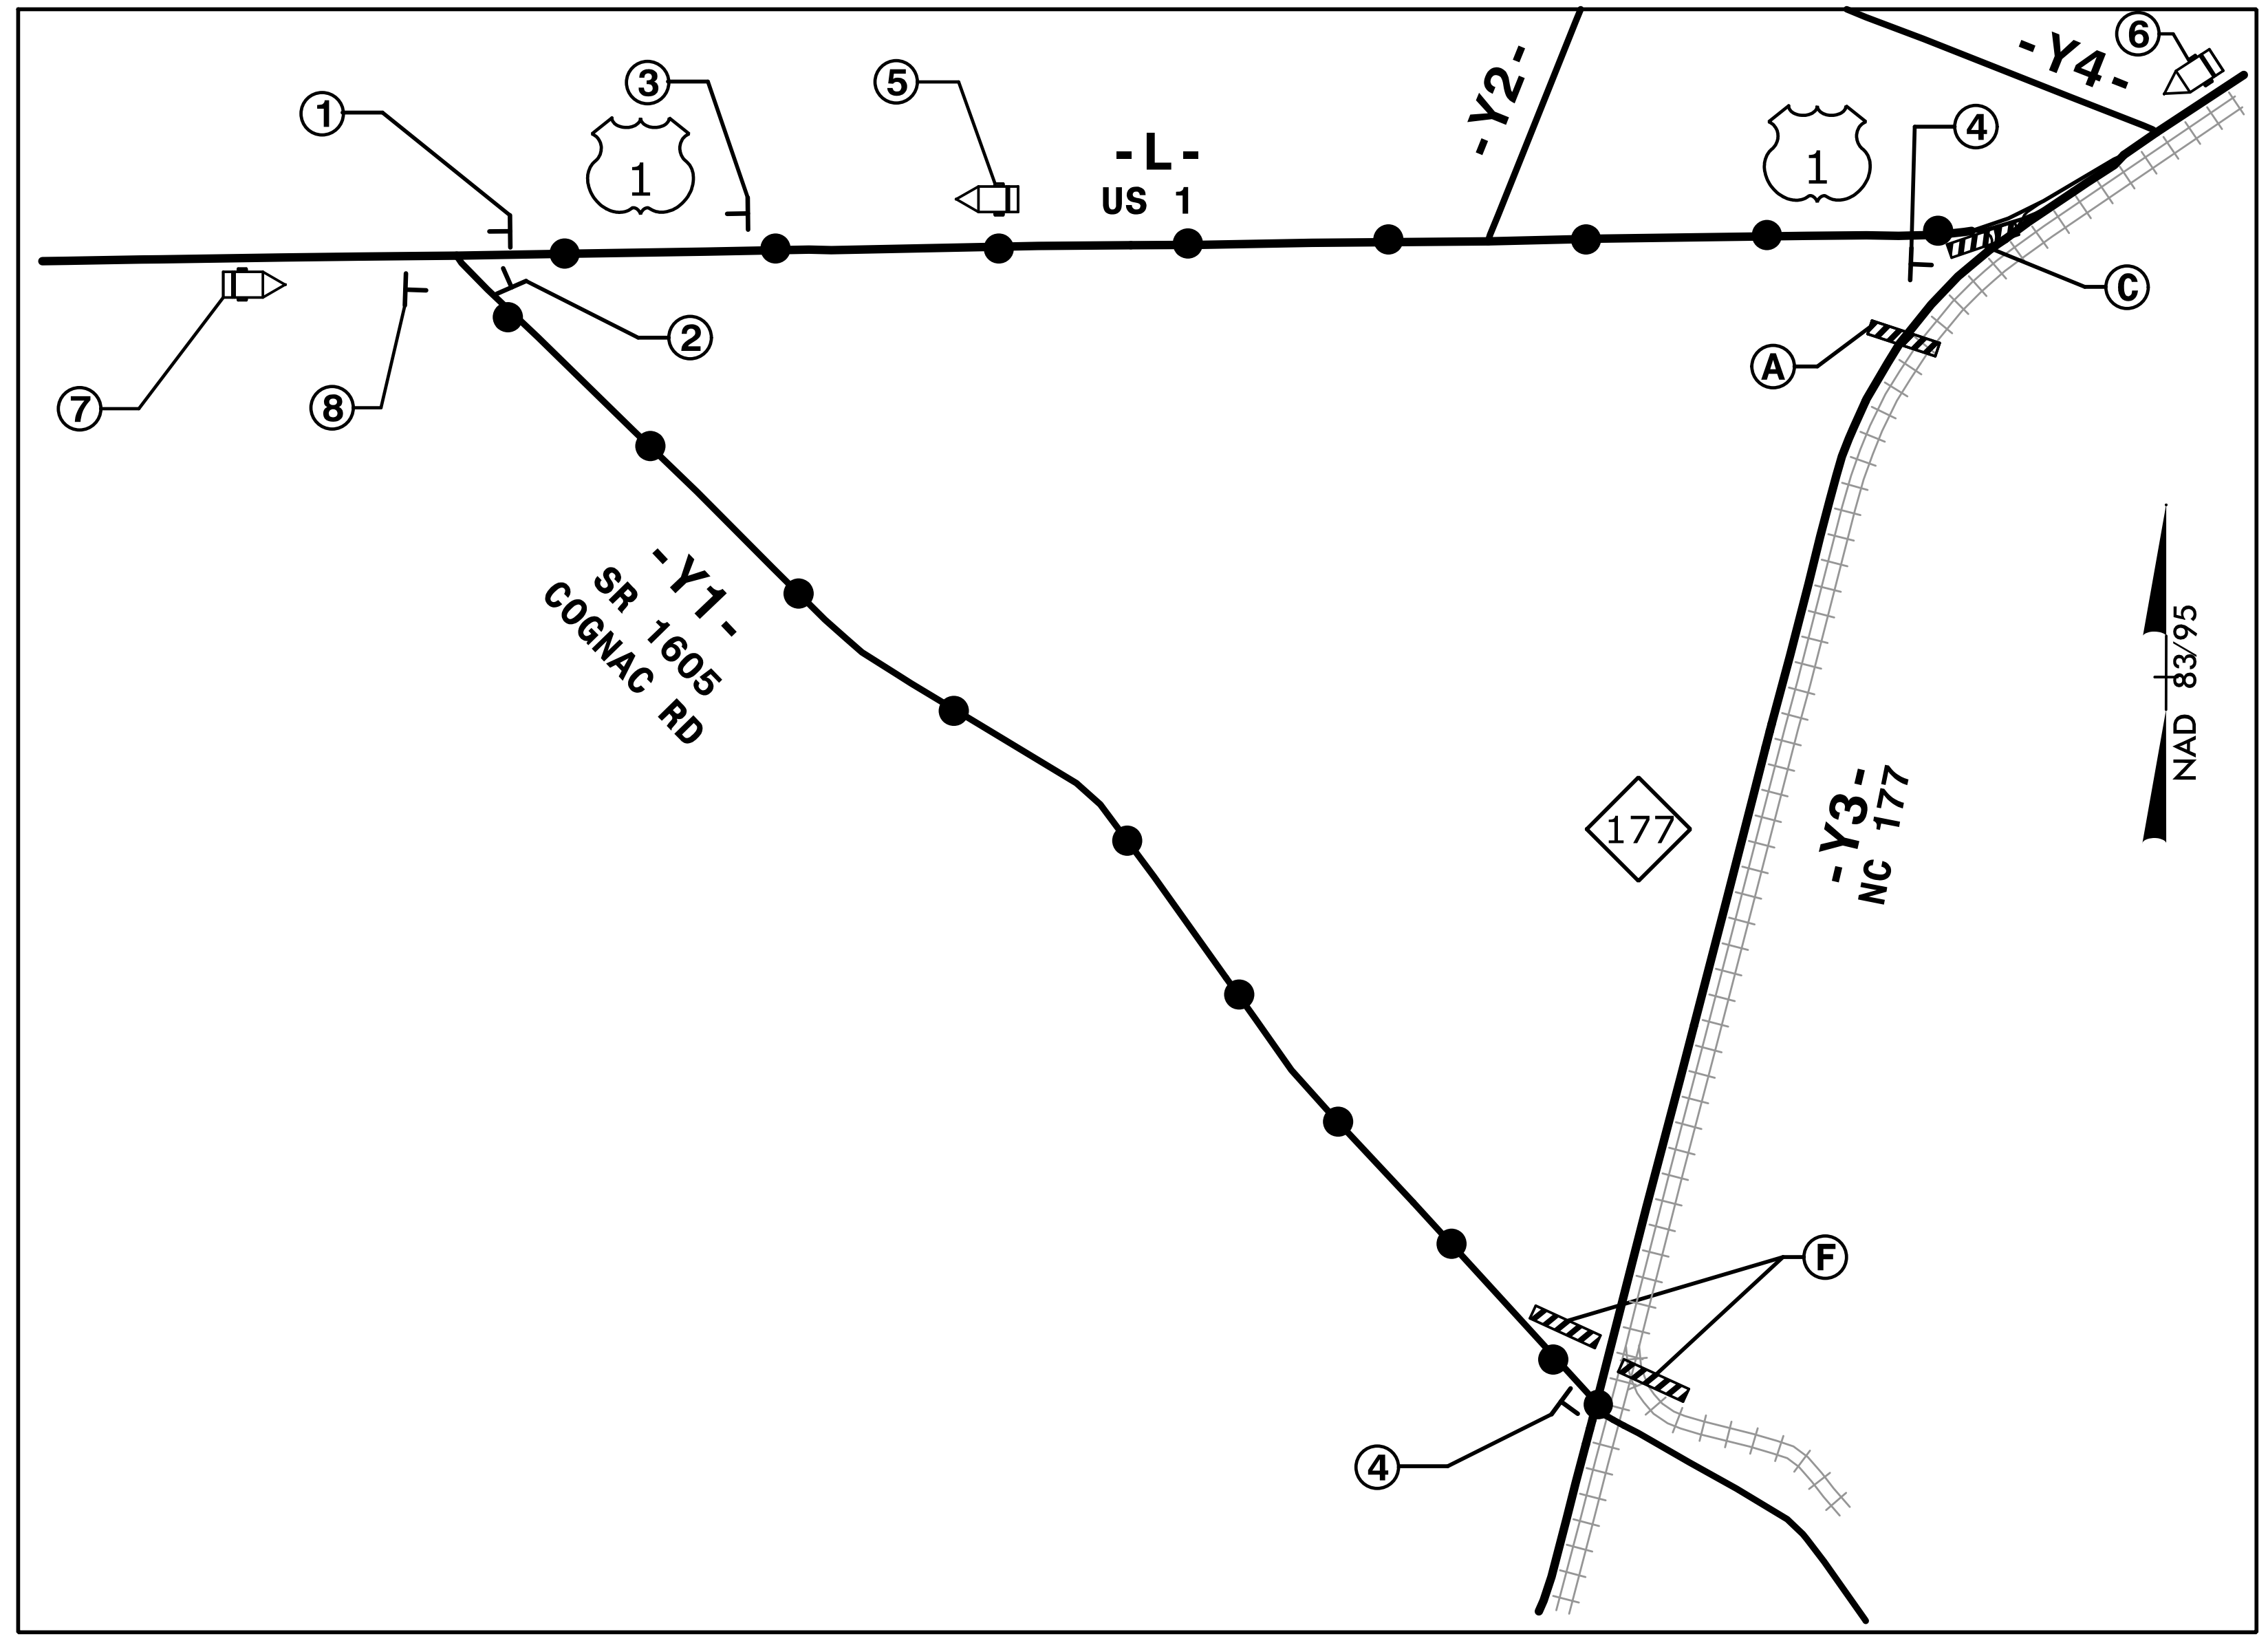 6
-Y4-
3
5
1
-Y2-
4
1
-L-
1
US 1
C
2
A
7
8
-Y1-
SR 1605
COGNAC RD
NAD 83/95
177
-Y3-
NC 177
F
4